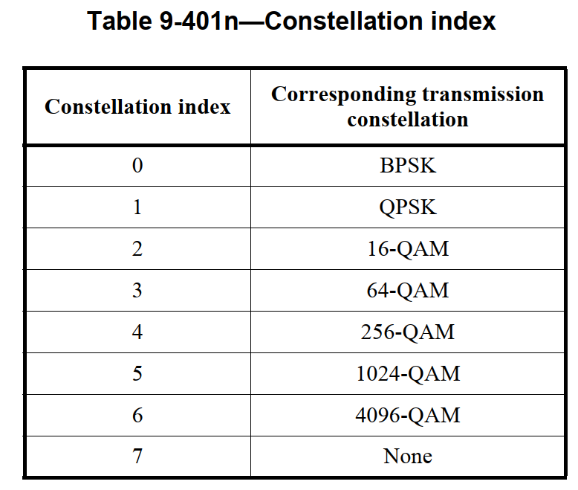 Table 9-401n—Constellation index
Constellation index Corresponding transmission
constellation
0 BPSK
1 QPSK
2 16-QAM
3 64-QAM
4 256-QAM
5 1024-QAM
6 4096-QAM
7 None